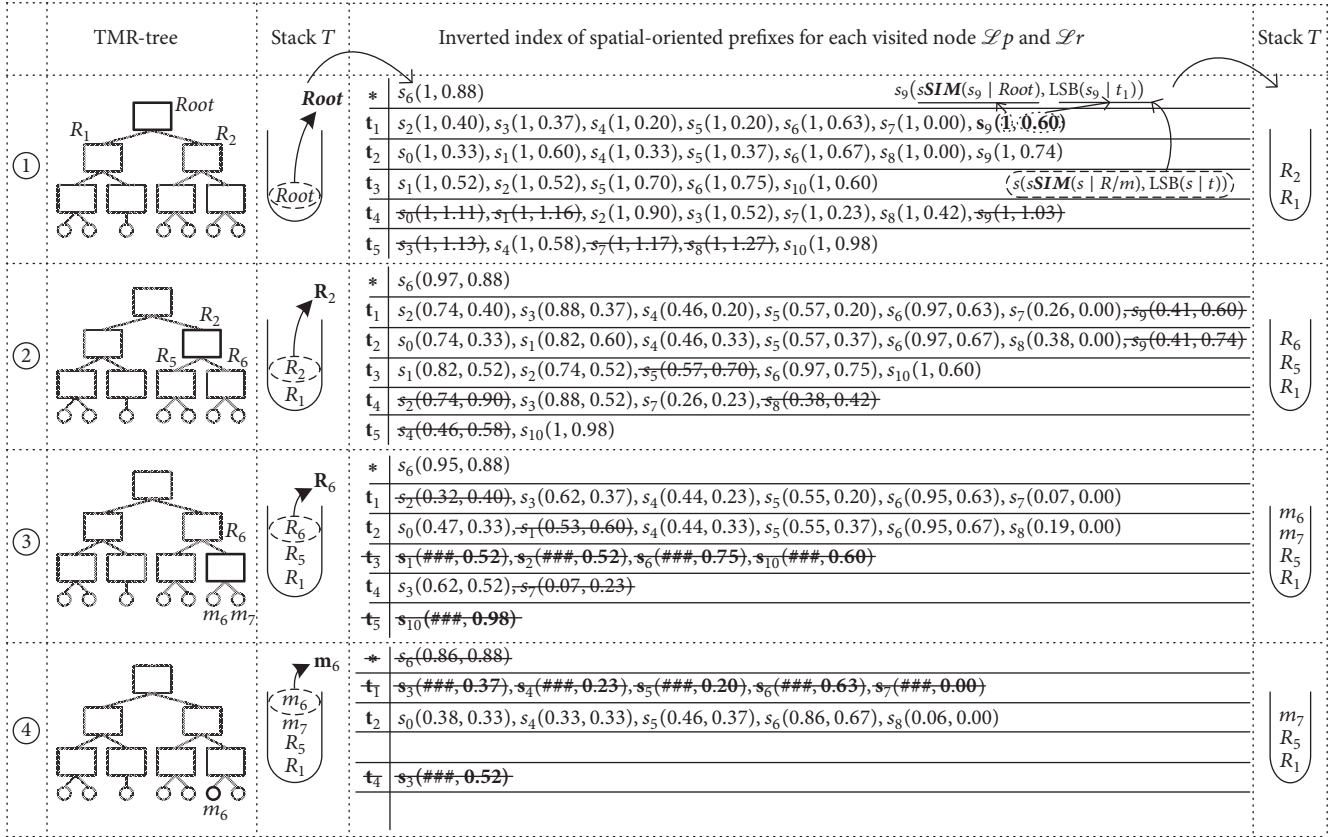 TMR-tree Stack T Inverted index of spatial-oriented prefixes for each visited node ℒp and ℒr Stack T
①
Root
R₁ R₂
Root
Root
* s₆(1, 0.88)
s₉(sSIM(s₉ | Root), LSB(s₉ | t₁))
t₁ s₂(1, 0.40), s₃(1, 0.37), s₄(1, 0.20), s₅(1, 0.20), s₆(1, 0.63), s₇(1, 0.00), s₉(1, 0.60)
t₂ s₀(1, 0.33), s₁(1, 0.60), s₄(1, 0.33), s₅(1, 0.37), s₆(1, 0.67), s₈(1, 0.00), s₉(1, 0.74)
t₃ s₁(1, 0.52), s₂(1, 0.52), s₅(1, 0.70), s₆(1, 0.75), s₁₀(1, 0.60)
s(sSIM(s | R/m), LSB(s | t))
t₄ s₀(1, 1.11), s₁(1, 1.16), s₂(1, 0.90), s₃(1, 0.52), s₇(1, 0.23), s₈(1, 0.42), s₉(1, 1.03)
t₅ s₃(1, 1.13), s₄(1, 0.58), s₇(1, 1.17), s₈(1, 1.27), s₁₀(1, 0.98)
R₂
R₁
②
R₂
R₅ R₆
R₂
R₂
R₁
* s₆(0.97, 0.88)
t₁ s₂(0.74, 0.40), s₃(0.88, 0.37), s₄(0.46, 0.20), s₅(0.57, 0.20), s₆(0.97, 0.63), s₇(0.26, 0.00), s₉(0.41, 0.60)
t₂ s₀(0.74, 0.33), s₁(0.82, 0.60), s₄(0.46, 0.33), s₅(0.57, 0.37), s₆(0.97, 0.67), s₈(0.38, 0.00), s₉(0.41, 0.74)
t₃ s₁(0.82, 0.52), s₂(0.74, 0.52), s₅(0.57, 0.70), s₆(0.97, 0.75), s₁₀(1, 0.60)
t₄ s₂(0.74, 0.90), s₃(0.88, 0.52), s₇(0.26, 0.23), s₈(0.38, 0.42)
t₅ s₄(0.46, 0.58), s₁₀(1, 0.98)
R₆
R₅
R₁
③
R₆
m₆ m₇
R₆
R₆
R₅
R₁
* s₆(0.95, 0.88)
t₁ s₂(0.32, 0.40), s₃(0.62, 0.37), s₄(0.44, 0.23), s₅(0.55, 0.20), s₆(0.95, 0.63), s₇(0.07, 0.00)
t₂ s₀(0.47, 0.33), s₁(0.53, 0.60), s₄(0.44, 0.33), s₅(0.55, 0.37), s₆(0.95, 0.67), s₈(0.19, 0.00)
t₃ s₁(###, 0.52), s₂(###, 0.52), s₆(###, 0.75), s₁₀(###, 0.60)
t₄ s₃(0.62, 0.52), s₇(0.07, 0.23)
t₅ s₁₀(###, 0.98)
m₆
m₇
R₅
R₁
④
m₆
m₆
m₆
m₇
R₅
R₁
* s₆(0.86, 0.88)
t₁ s₃(###, 0.37), s₄(###, 0.23), s₅(###, 0.20), s₆(###, 0.63), s₇(###, 0.00)
t₂ s₀(0.38, 0.33), s₄(0.33, 0.33), s₅(0.46, 0.37), s₆(0.86, 0.67), s₈(0.06, 0.00)
t₄ s₃(###, 0.52)
m₇
R₅
R₁